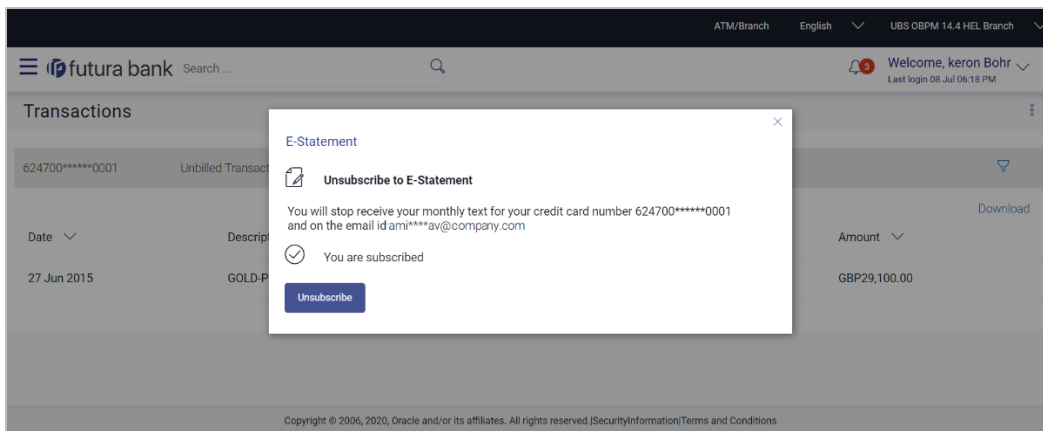 ATM/Branch English UBS OBPM 14.4 HEL Branch
futura bank Search ... 3 Welcome, keron Bohr
Last login 08 Jul 06:18 PM
Transactions
E-Statement
624700******0001 Unbilled Transact
Unsubscribe to E-Statement
You will stop receive your monthly text for your credit card number 624700******0001
and on the email id ami****av@company.com
Download
Date Descript Amount
You are subscribed
27 Jun 2015 GOLD-P GBP29,100.00
Unsubscribe
Copyright © 2006, 2020, Oracle and/or its affiliates. All rights reserved.|SecurityInformation|Terms and Conditions